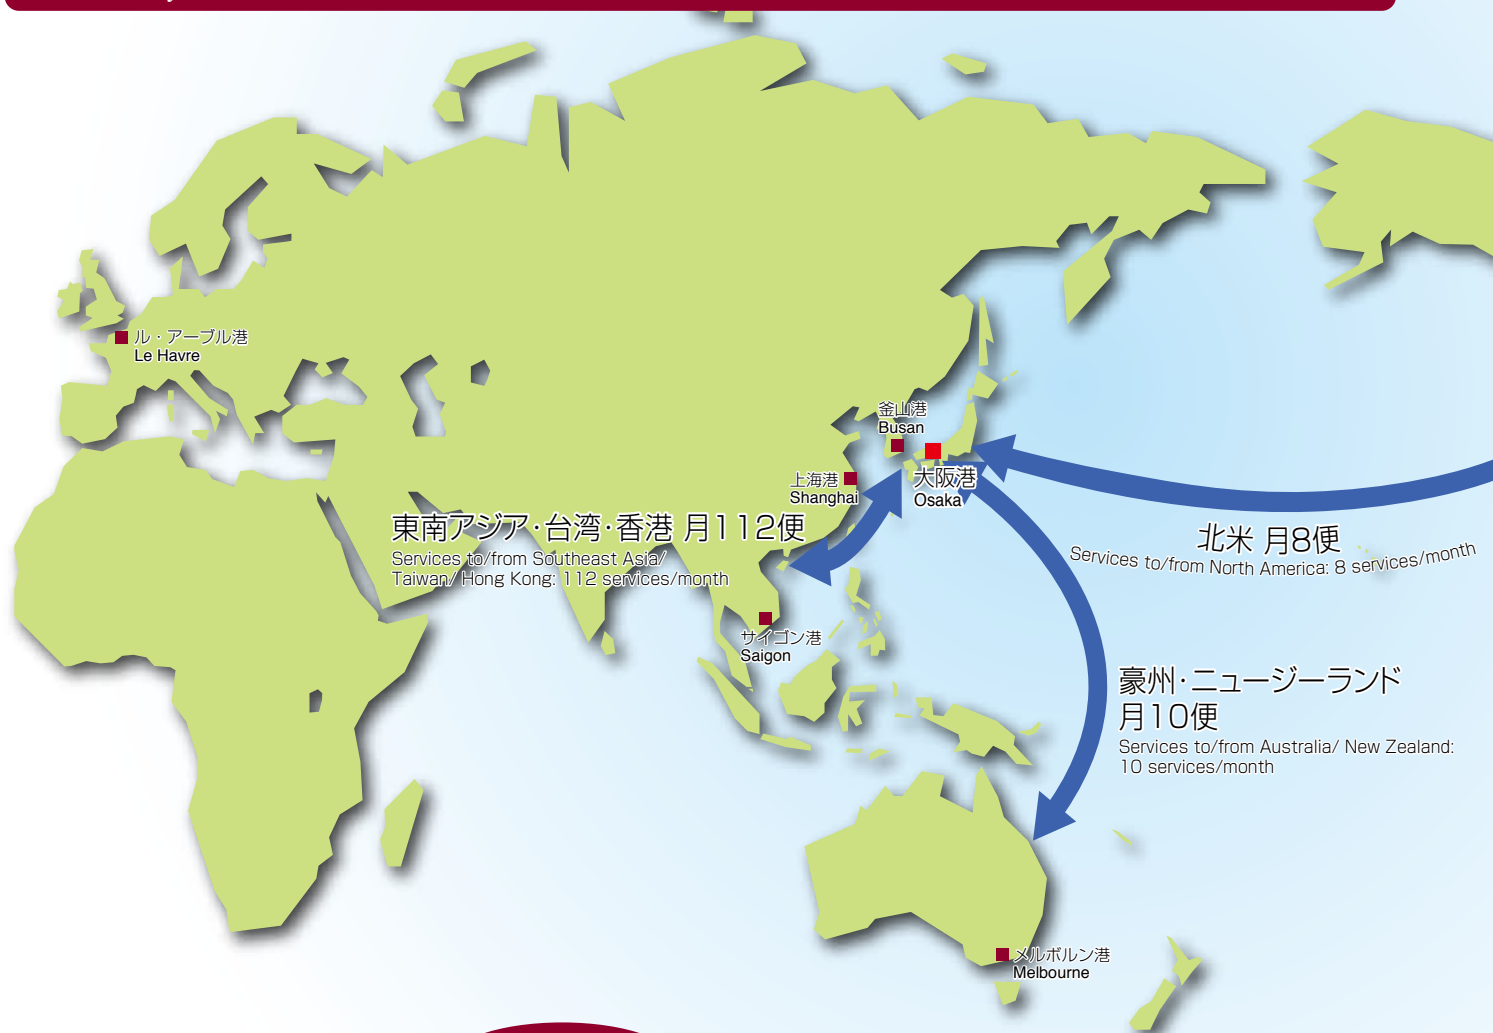 ル・アーブル港
Le Havre
釜山港
Busan
上海港
Shanghai
大阪港
Osaka
東南アジア・台湾・香港 月112便
Services to/from Southeast Asia/
Taiwan/ Hong Kong: 112 services/month
北米 月8便
Services to/from North America: 8 services/month
サイゴン港
Saigon
豪州・ニュージーランド
月10便
Services to/from Australia/ New Zealand:
10 services/month
メルボルン港
Melbourne